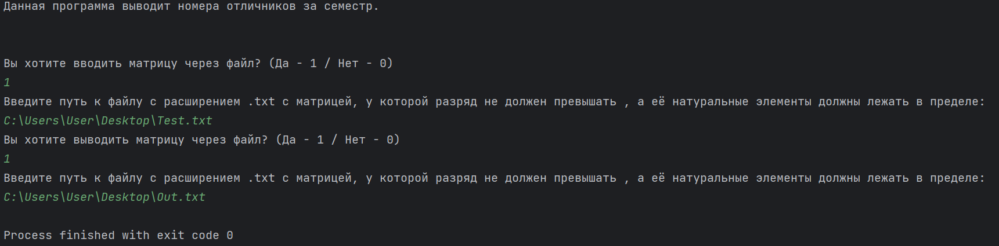 Данная программа выводит номера отличников за семестр.
Вы хотите вводить матрицу через файл? (Да - 1 / Нет - 0)
1
Введите путь к файлу с расширением .txt с матрицей, у которой разряд не должен превышать , а её натуральные элементы должны лежать в пределе:
C:\Users\User\Desktop\Test.txt
Вы хотите выводить матрицу через файл? (Да - 1 / Нет - 0)
1
Введите путь к файлу с расширением .txt с матрицей, у которой разряд не должен превышать , а её натуральные элементы должны лежать в пределе:
C:\Users\User\Desktop\Out.txt
Process finished with exit code 0